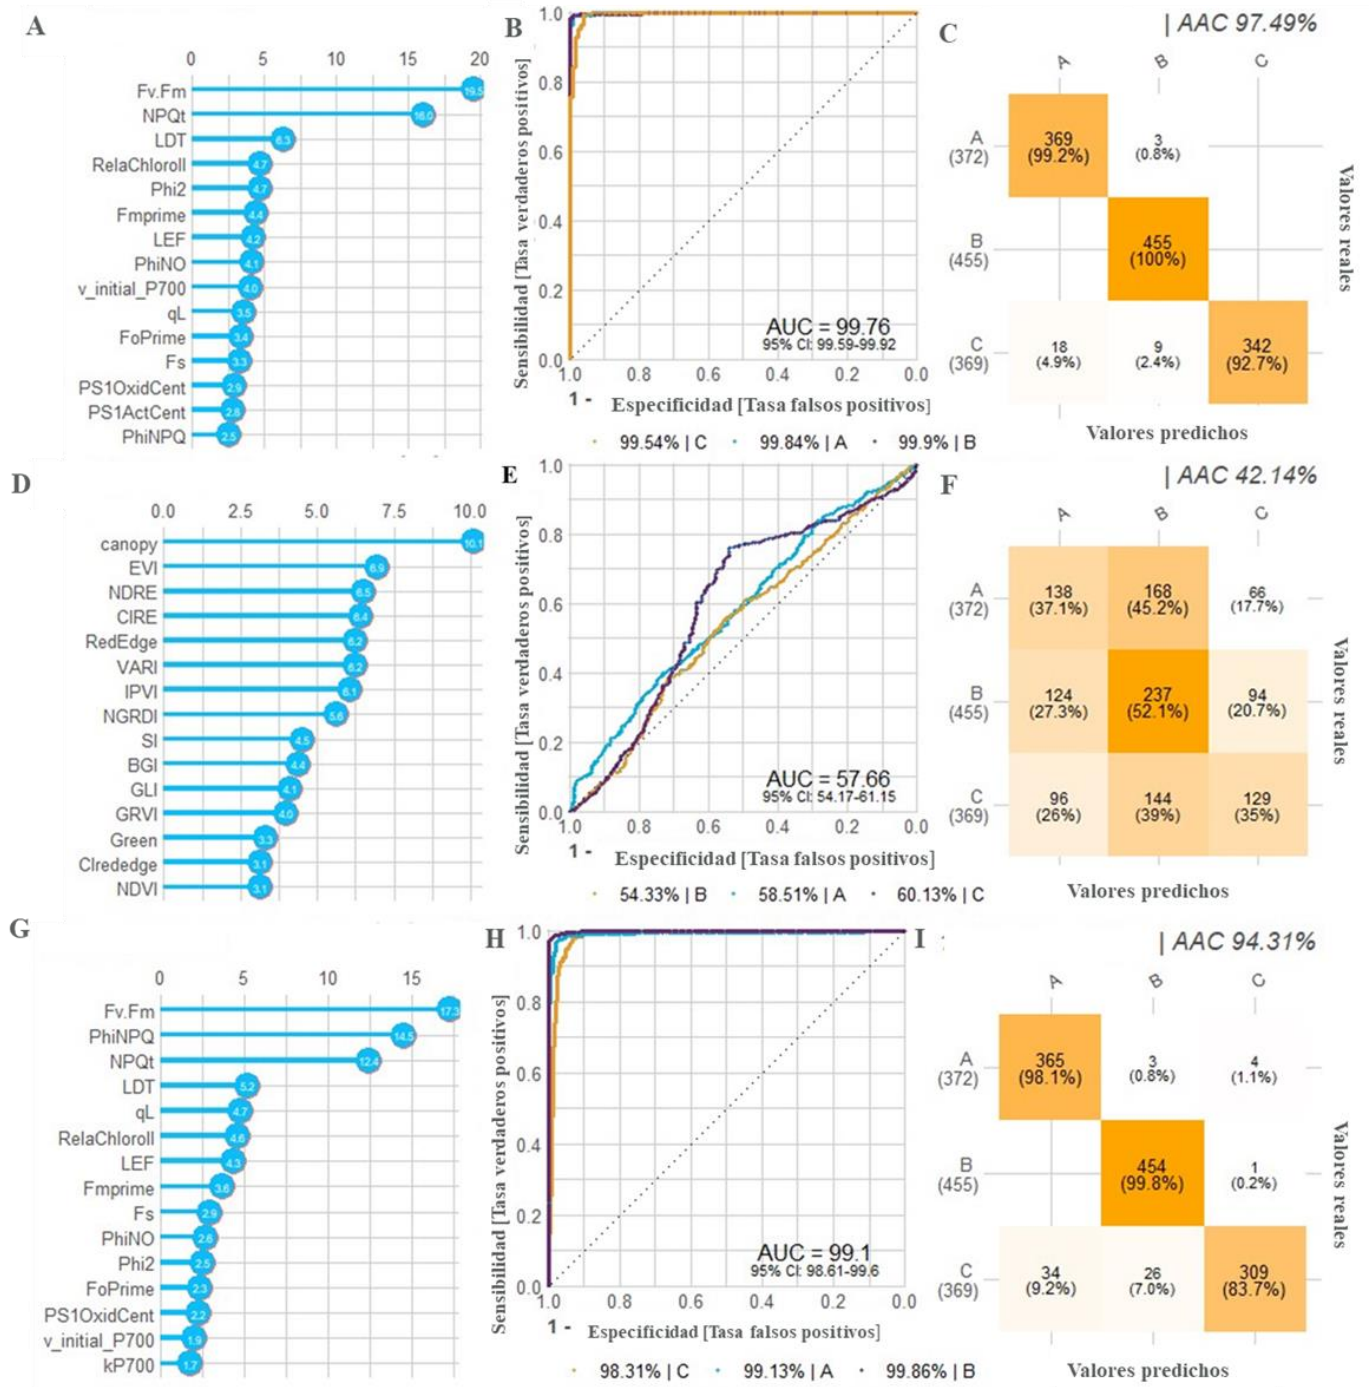 A
0 5 10 15 20
Fv.Fm 19.5
NPQt 16.0
LDT 6.3
RelaChloroll 4.7
Phi2 4.7
Fmprime 4.4
LEF 4.2
PhiNO 4.1
v_initial_P700 4.0
qL 3.5
FoPrime 3.4
Fs 3.3
PS1OxidCent 2.9
PS1ActCent 2.8
PhiNPQ 2.5
B
Sensibilidad [Tasa verdaderos positivos]
1.0
0.8
0.6
0.4
0.2
0.0
AUC = 99.76
95% CI: 99.59-99.92
1.0 0.8 0.6 0.4 0.2 0.0
1 - Especificidad [Tasa falsos positivos]
99.54% | C 99.84% | A 99.9% | B
C
| AAC 97.49%
A B C
A
(372)
369
(99.2%)
3
(0.8%)
B
(455)
455
(100%)
C
(369)
18
(4.9%)
9
(2.4%)
342
(92.7%)
Valores reales
Valores predichos
D
0.0 2.5 5.0 7.5 10.0
canopy 10.1
EVI 6.9
NDRE 6.5
CIRE 6.4
RedEdge 6.2
VARI 6.2
IPVI 6.1
NGRDI 5.6
SI 4.5
BGI 4.4
GLI 4.1
GRVI 4.0
Green 3.3
Clrededge 3.1
NDVI 3.1
E
Sensibilidad [Tasa verdaderos positivos]
1.0
0.8
0.6
0.4
0.2
0.0
AUC = 57.66
95% CI: 54.17-61.15
1.0 0.8 0.6 0.4 0.2 0.0
1 - Especificidad [Tasa falsos positivos]
54.33% | B 58.51% | A 60.13% | C
F
| AAC 42.14%
A B C
A
(372)
138
(37.1%)
168
(45.2%)
66
(17.7%)
B
(455)
124
(27.3%)
237
(52.1%)
94
(20.7%)
C
(369)
96
(26%)
144
(39%)
129
(35%)
Valores reales
Valores predichos
G
0 5 10 15
Fv.Fm 17.3
PhiNPQ 14.5
NPQt 12.4
LDT 5.2
qL 4.7
RelaChloroll 4.6
LEF 4.3
Fmprime 3.6
Fs 2.9
PhiNO 2.6
Phi2 2.5
FoPrime 2.3
PS1OxidCent 2.2
v_initial_P700 1.9
kP700 1.7
H
Sensibilidad [Tasa verdaderos positivos]
1.0
0.8
0.6
0.4
0.2
0.0
AUC = 99.1
95% CI: 98.61-99.6
1.0 0.8 0.6 0.4 0.2 0.0
1 - Especificidad [Tasa falsos positivos]
98.31% | C 99.13% | A 99.86% | B
I
| AAC 94.31%
A B C
A
(372)
365
(98.1%)
3
(0.8%)
4
(1.1%)
B
(455)
454
(99.8%)
1
(0.2%)
C
(369)
34
(9.2%)
26
(7.0%)
309
(83.7%)
Valores reales
Valores predichos